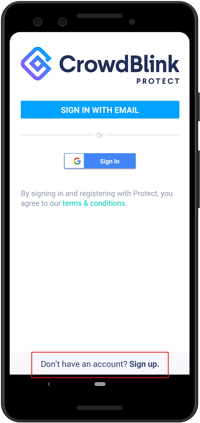 CrowdBlink
PROTECT
SIGN IN WITH EMAIL
Or
G Sign In
By signing in and registering with Protect, you
agree to our terms & conditions.
Don't have an account? Sign up.